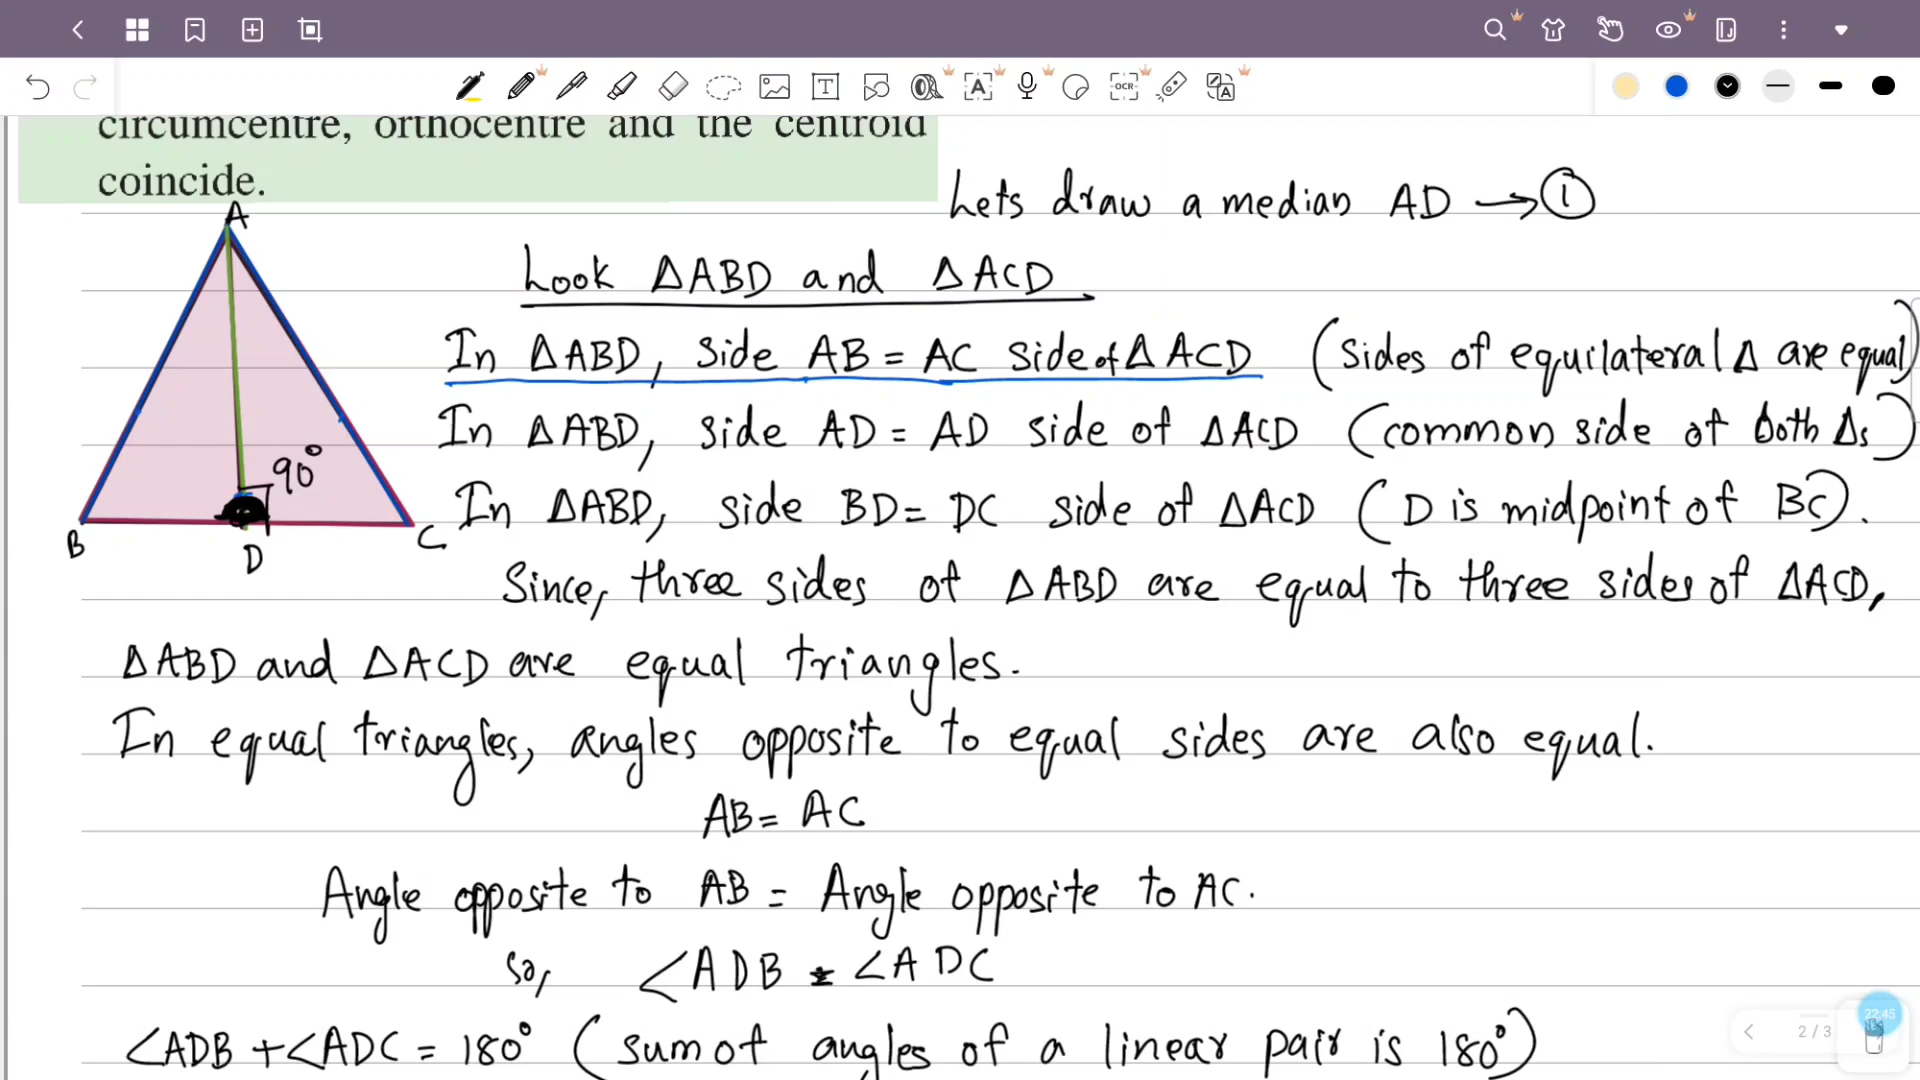 circumcentre, orthocentre and the centroid
coincide.
Lets draw a median AD → ①
A
Look ΔABD and ΔACD
In ΔABD, side AB = AC side of Δ ACD (Sides of equilateral Δ are equal)
In ΔABD, side AD = AD side of ΔACD (common side of both Δs)
90°
In ΔABD, side BD = DC side of ΔACD (D is midpoint of BC).
B
D
C
Since, three sides of ΔABD are equal to three sides of ΔACD,
ΔABD and ΔACD are equal triangles.
In equal triangles, angles opposite to equal sides are also equal.
AB = AC
Angle opposite to AB = Angle opposite to AC.
So, ∠ADB = ∠ADC
∠ADB + ∠ADC = 180° (sum of angles of a linear pair is 180°)
2/3
22:45
OCR